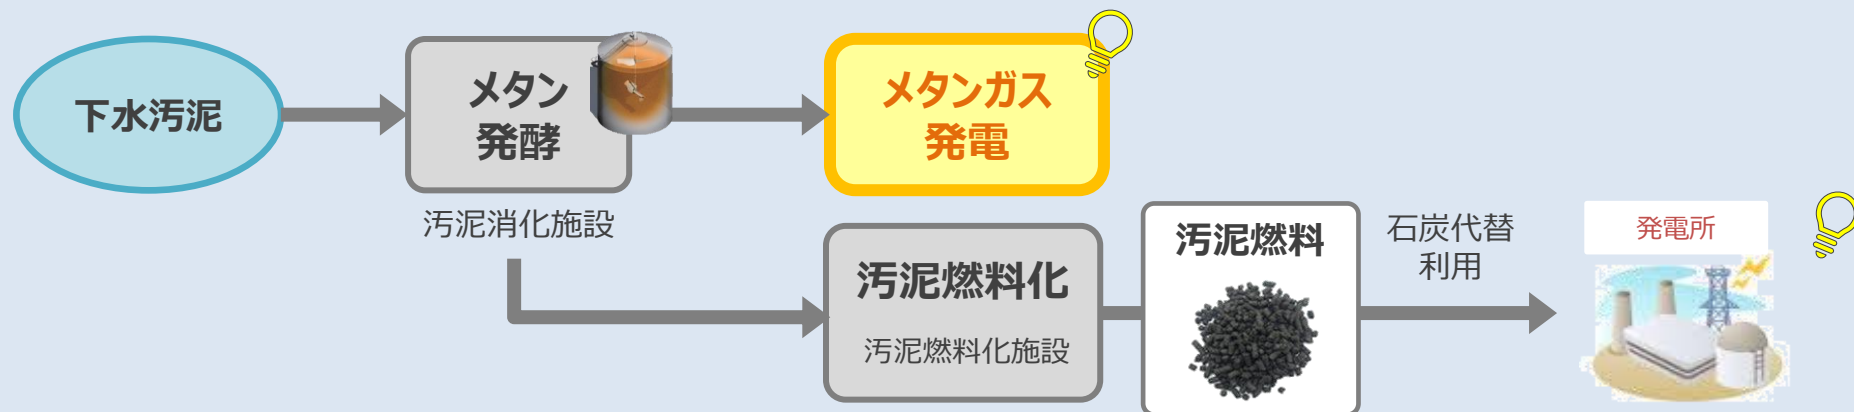 下水汚泥
メタン
発酵
汚泥消化施設
メタンガス
発電
汚泥燃料化
汚泥燃料化施設
汚泥燃料
石炭代替
利用
発電所